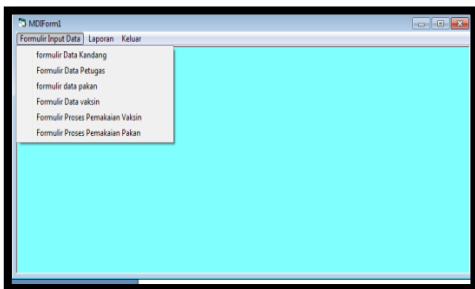 MDIForm1
Formulir Input Data Laporan Keluar
formulir Data Kandang
Formulir Data Petugas
formulir data pakan
Formulir Data vaksin
Formulir Proses Pemakaian Vaksin
Formulir Proses Pemakaian Pakan